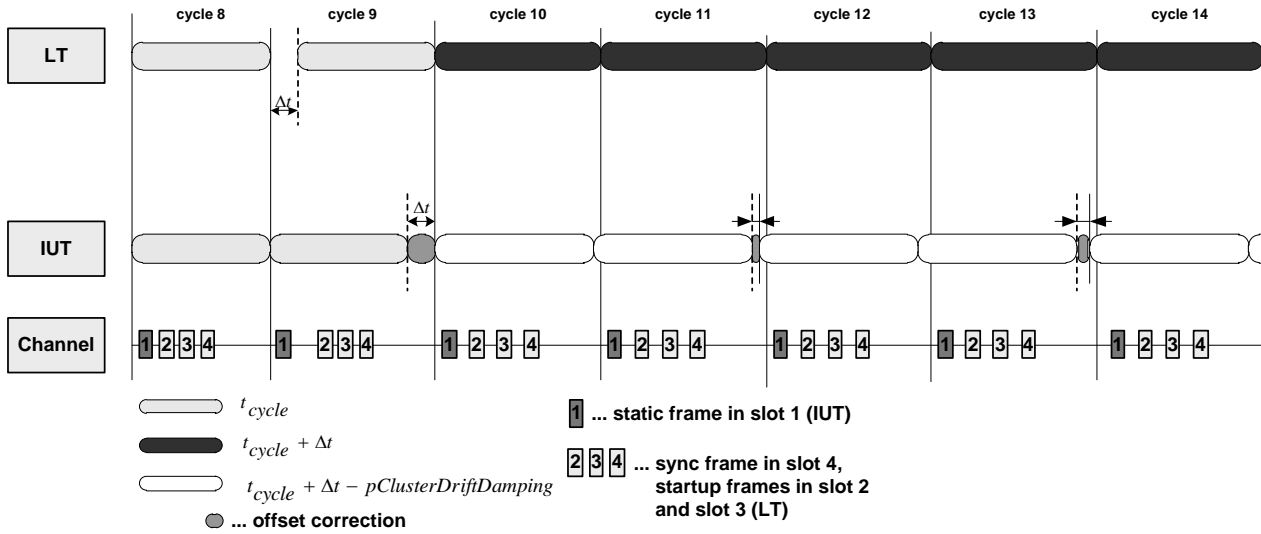 cycle 8 cycle 9 cycle 10 cycle 11 cycle 12 cycle 13 cycle 14
LT
Δt
Δt
IUT
Channel 1 2 3 4 1 2 3 4 1 2 3 4 1 2 3 4 1 2 3 4 1 2 3 4 1 2 3 4
t cycle
1 ... static frame in slot 1 (IUT)
t cycle + Δt
2 3 4 ... sync frame in slot 4,
startup frames in slot 2
and slot 3 (LT)
t cycle + Δt − pClusterDriftDamping
... offset correction